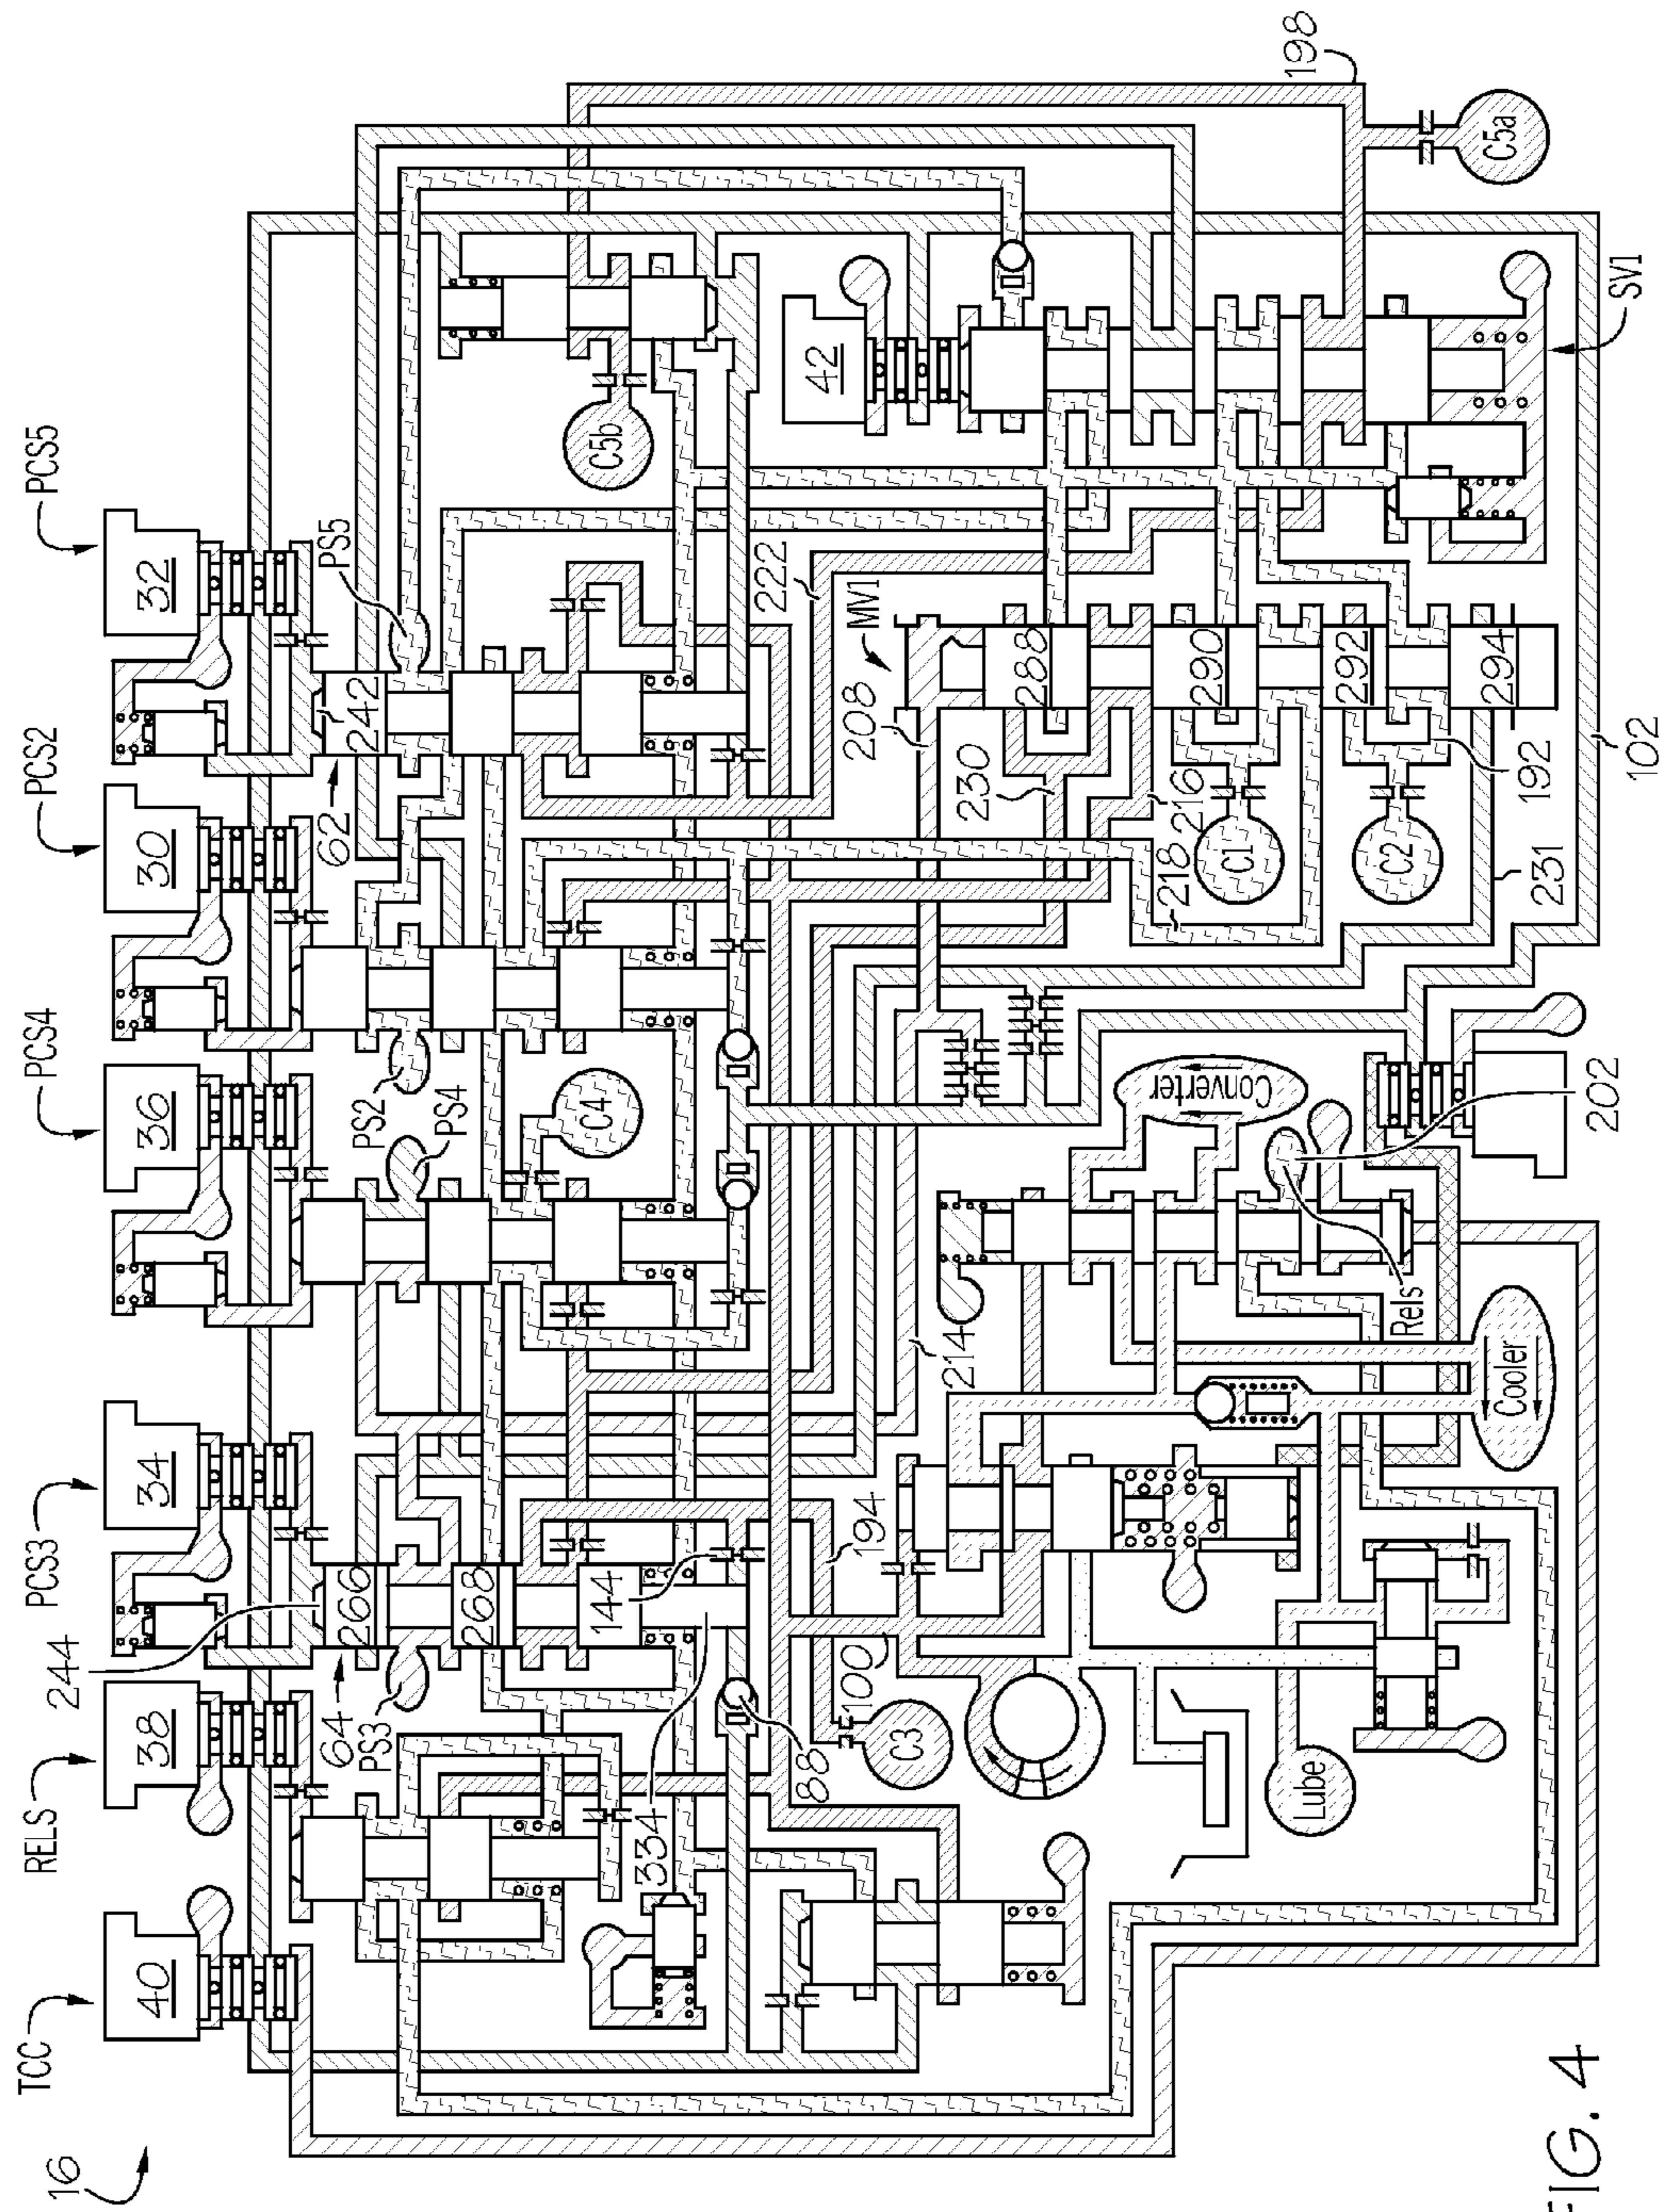 16
TCC
40
RELS
38
PCS3
34
PCS4
36
PCS2
30
PCS5
32
244
64
PS3
266
268
144
334
88
PS4
PS2
C4
62
242
PS5
C5b
222
198
C5a
42
SV1
MV1
208
230
288
290
292
294
216
218
C1
C2
192
231
102
214
194
100
C3
Converter
Rels
202
Cooler
Lube
FIG. 4